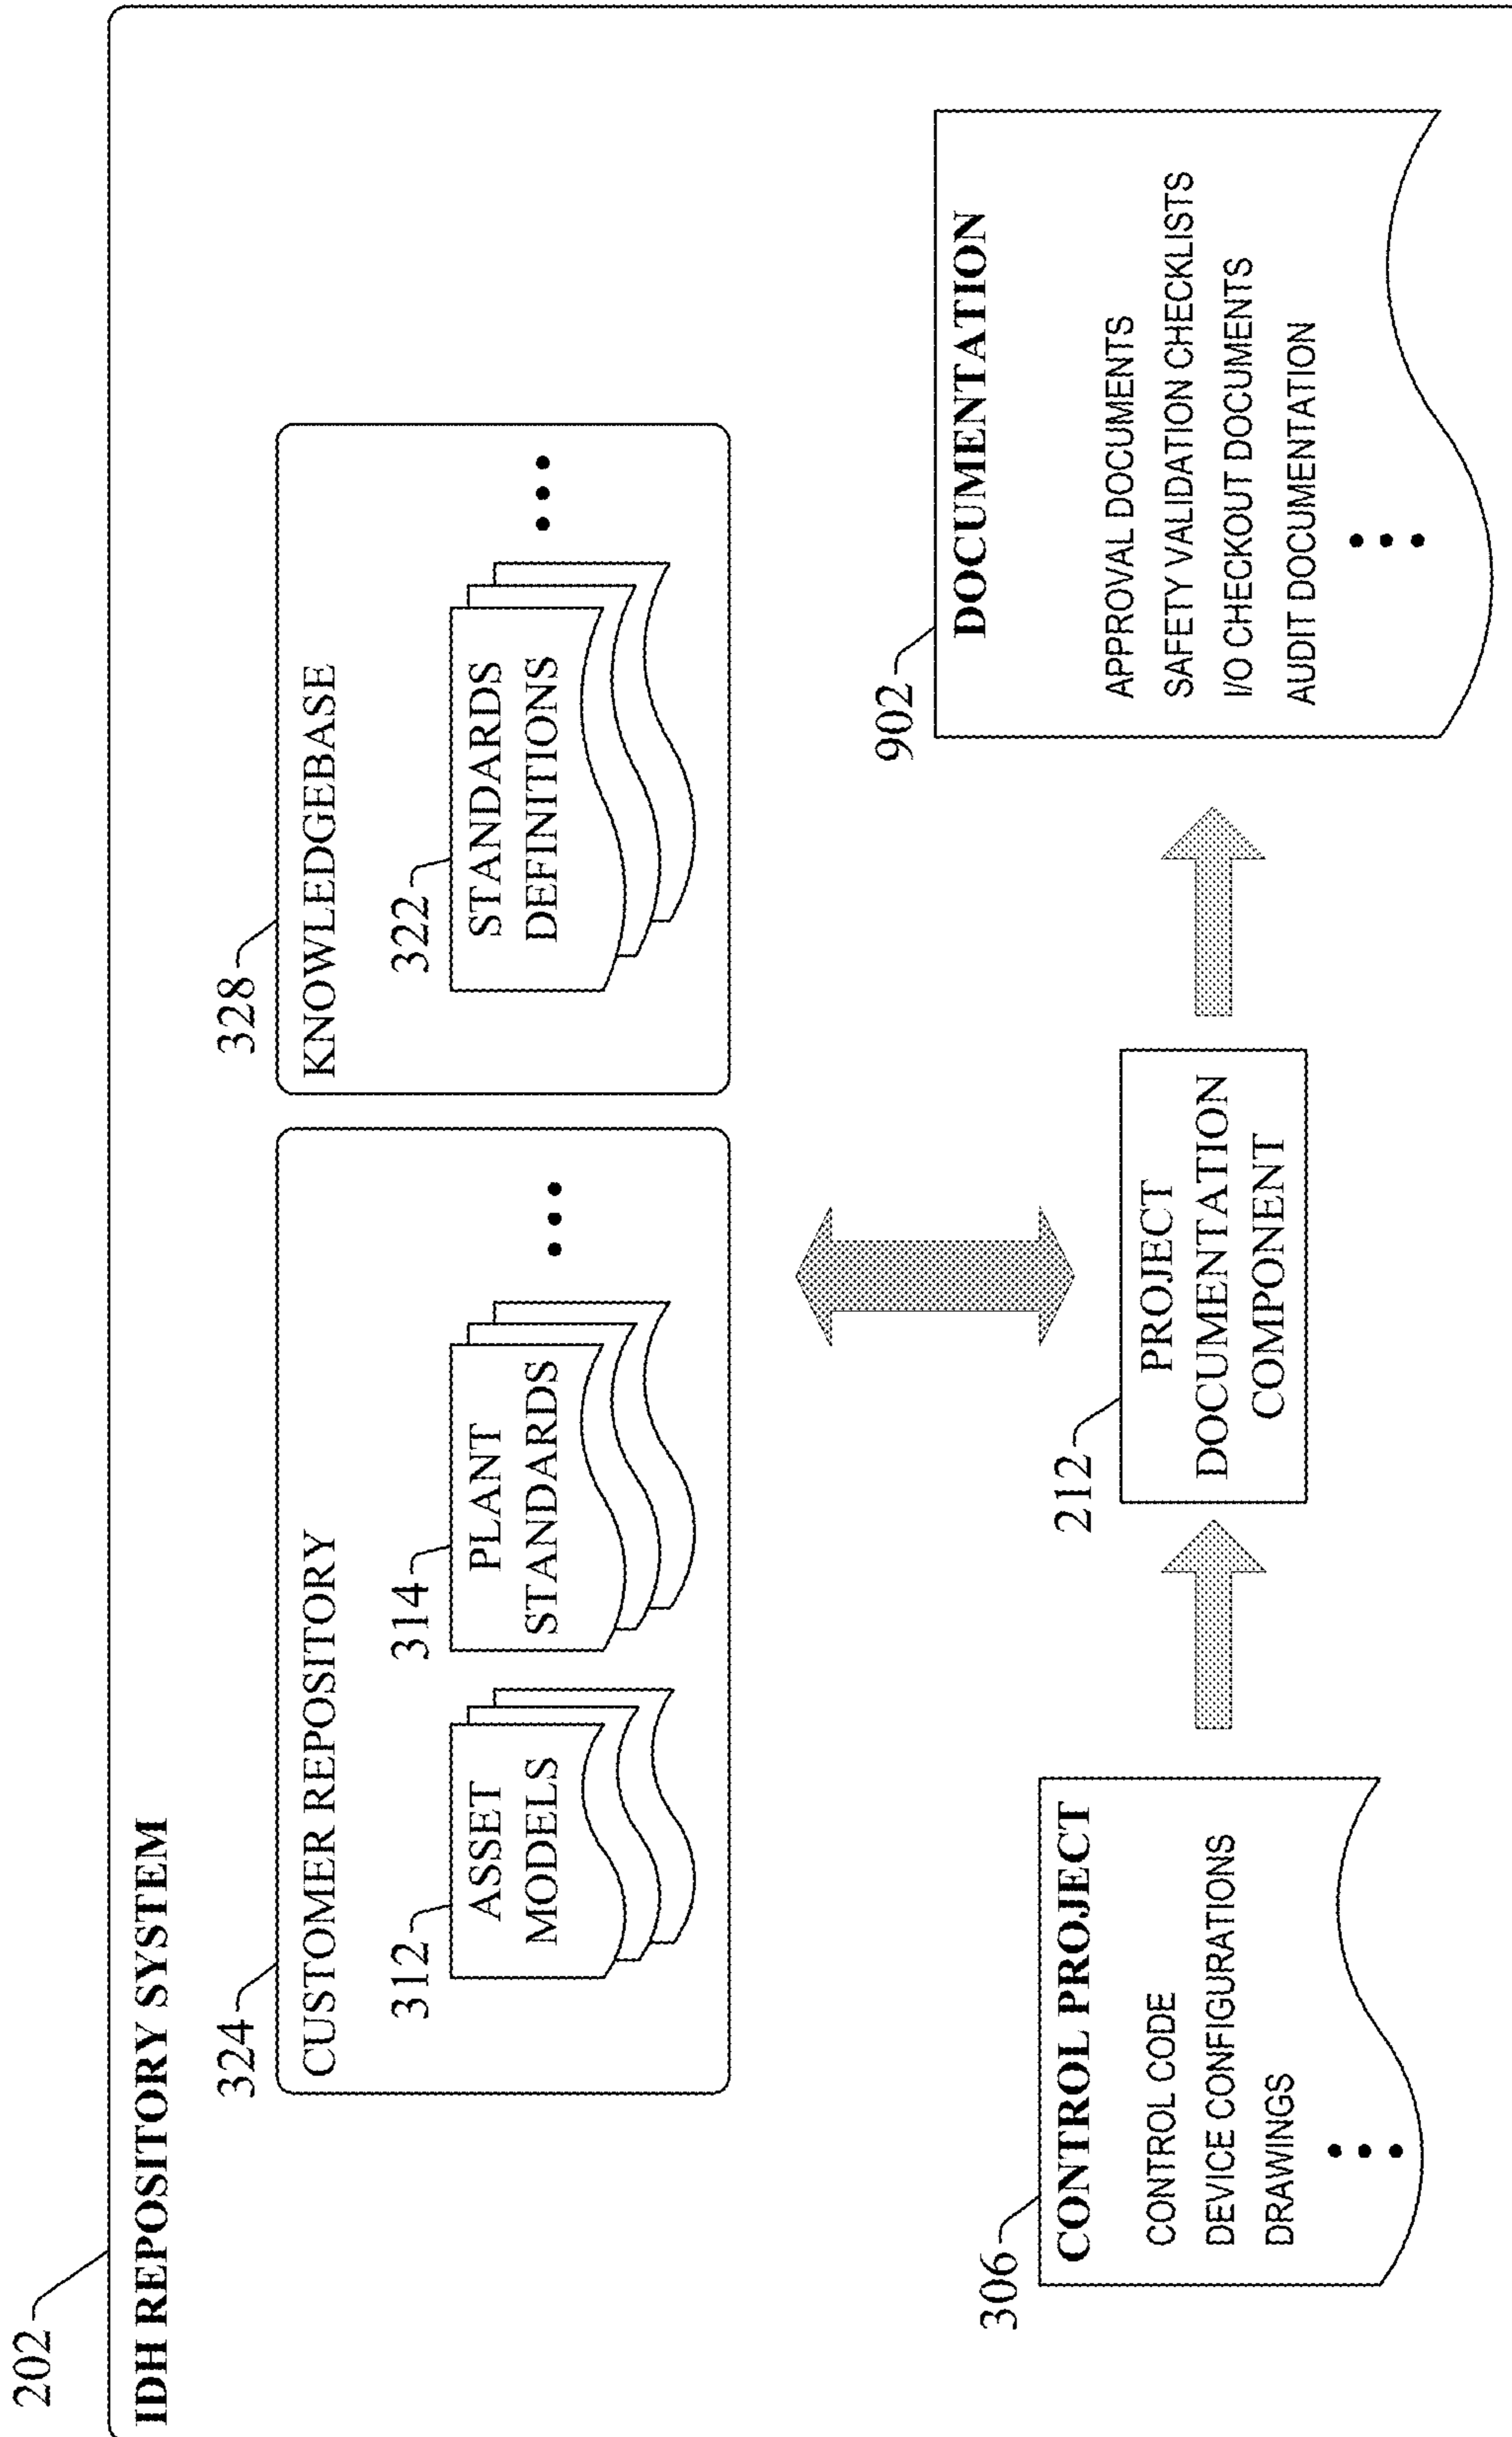 202
IDH REPOSITORY SYSTEM
324
CUSTOMER REPOSITORY
312
ASSET
MODELS
314
PLANT
STANDARDS
328
KNOWLEDGEBASE
322
STANDARDS
DEFINITIONS
306
CONTROL PROJECT
CONTROL CODE
DEVICE CONFIGURATIONS
DRAWINGS
212
PROJECT
DOCUMENTATION
COMPONENT
902
DOCUMENTATION
APPROVAL DOCUMENTS
SAFETY VALIDATION CHECKLISTS
I/O CHECKOUT DOCUMENTS
AUDIT DOCUMENTATION